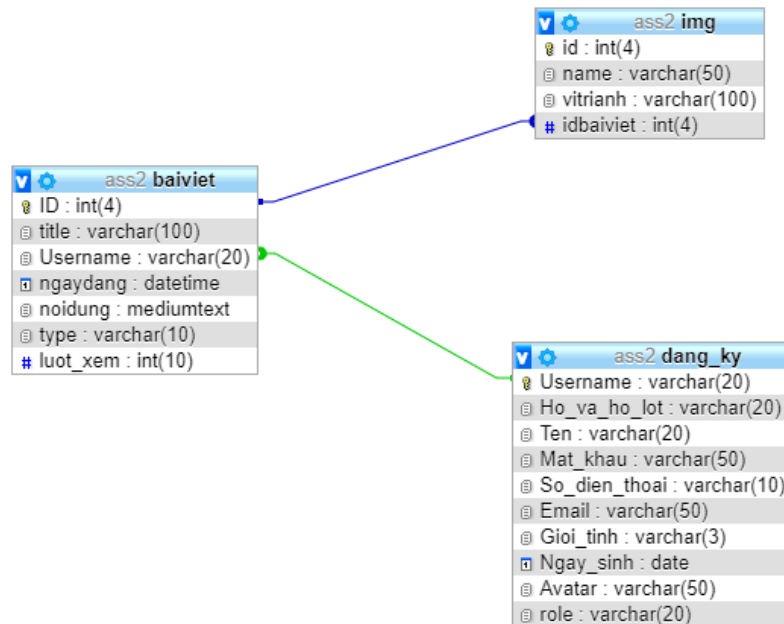 ass2 img
id : int(4)
name : varchar(50)
vitrianh : varchar(100)
# idbaiviet : int(4)
ass2 baiviet
ID : int(4)
title : varchar(100)
Username : varchar(20)
ngaydang : datetime
noidung : mediumtext
type : varchar(10)
# luot_xem : int(10)
ass2 dang_ky
Username : varchar(20)
Ho_va_ho_lot : varchar(20)
Ten : varchar(20)
Mat_khau : varchar(50)
So_dien_thoai : varchar(10)
Email : varchar(50)
Gioi_tinh : varchar(3)
Ngay_sinh : date
Avatar : varchar(50)
role : varchar(20)